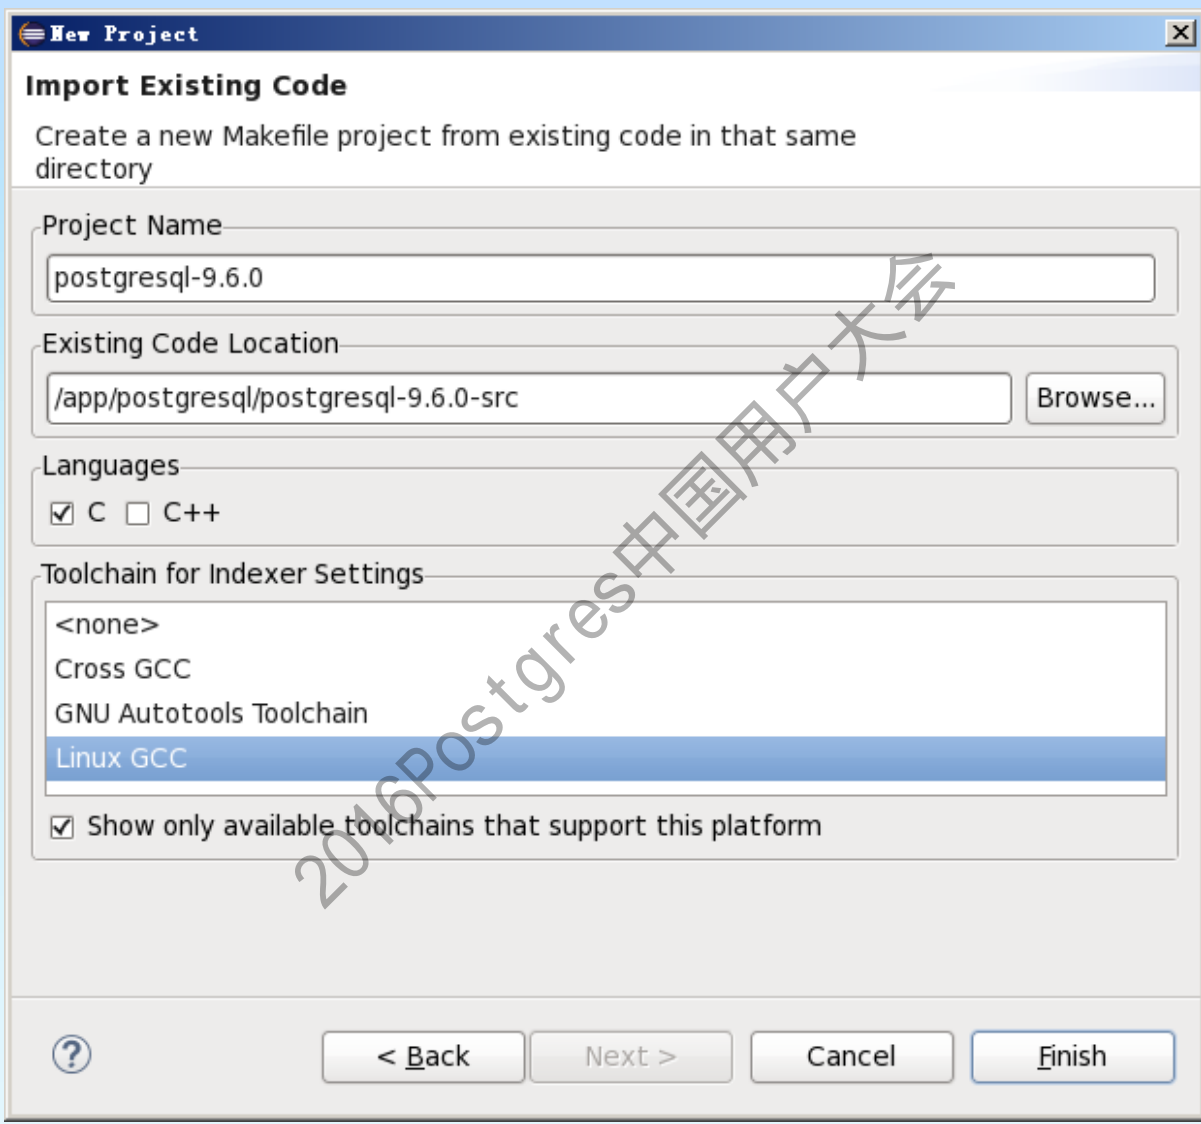 New Project
Import Existing Code
Create a new Makefile project from existing code in that same
directory
Project Name
postgresql-9.6.0
Existing Code Location
/app/postgresql/postgresql-9.6.0-src
Browse...
Languages
C
C++
Toolchain for Indexer Settings
<none>
Cross GCC
GNU Autotools Toolchain
Linux GCC
Show only available toolchains that support this platform
2016Postgres中国用户大会
?
< Back
Next >
Cancel
Finish